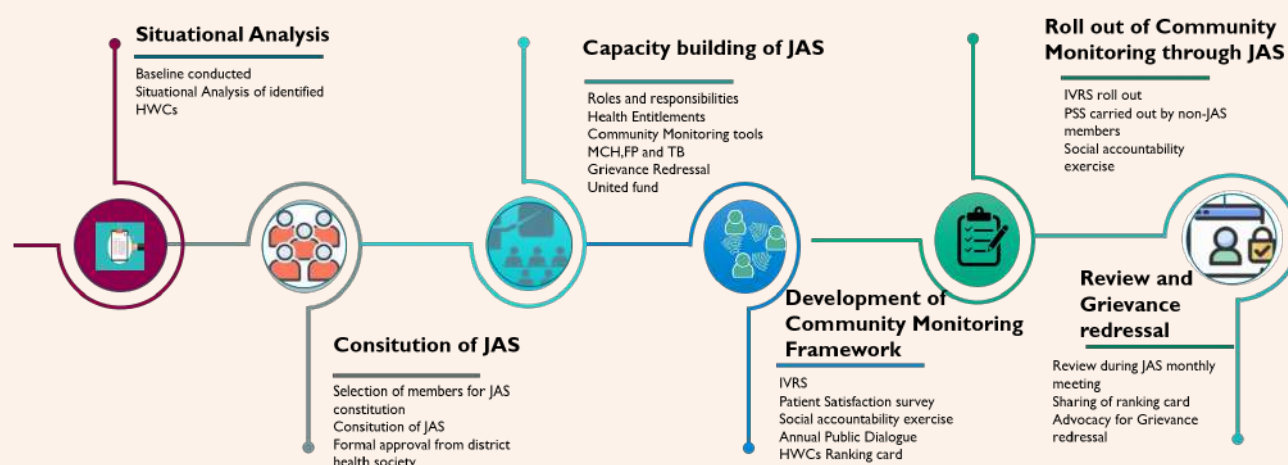 Situational Analysis
Baseline conducted
Situational Analysis of identified
HWCs
Consitution of JAS
Selection of members for JAS
constitution
Consitution of JAS
Formal approval from district
health society
Capacity building of JAS
Roles and responsibilities
Health Entitlements
Community Monitoring tools
MCH,FP and TB
Grievance Redressal
United fund
Development of
Community Monitoring
Framework
IVRS
Patient Satisfaction survey
Social accountability exercise
Annual Public Dialogue
HWCs Ranking card
Roll out of Community
Monitoring through JAS
IVRS roll out
PSS carried out by non-JAS
members
Social accountability
exercise
Review and
Grievance
redressal
Review during JAS monthly
meeting
Sharing of ranking card
Advocacy for Grievance
redressal